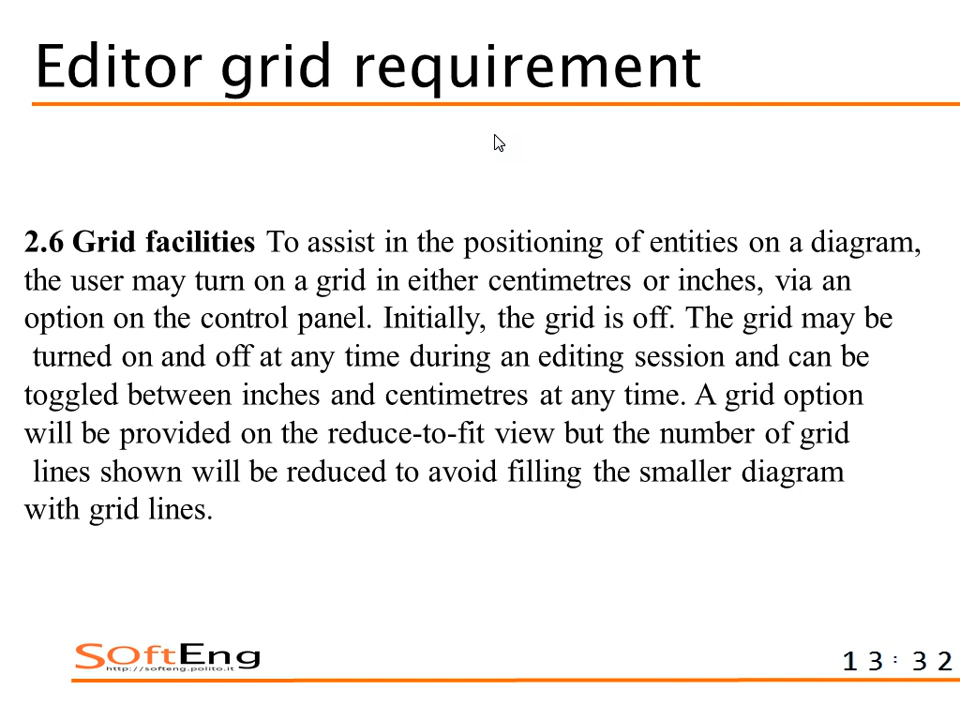 Editor grid requirement
2.6 Grid facilities To assist in the positioning of entities on a diagram,
the user may turn on a grid in either centimetres or inches, via an
option on the control panel. Initially, the grid is off. The grid may be
turned on and off at any time during an editing session and can be
toggled between inches and centimetres at any time. A grid option
will be provided on the reduce-to-fit view but the number of grid
lines shown will be reduced to avoid filling the smaller diagram
with grid lines.
SOftEng
http://softeng.polito.it
13:32